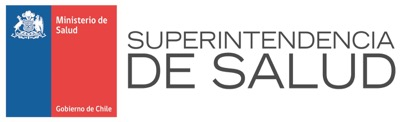 Ministerio de
Salud
Gobierno de Chile
SUPERINTENDENCIA
DE SALUD